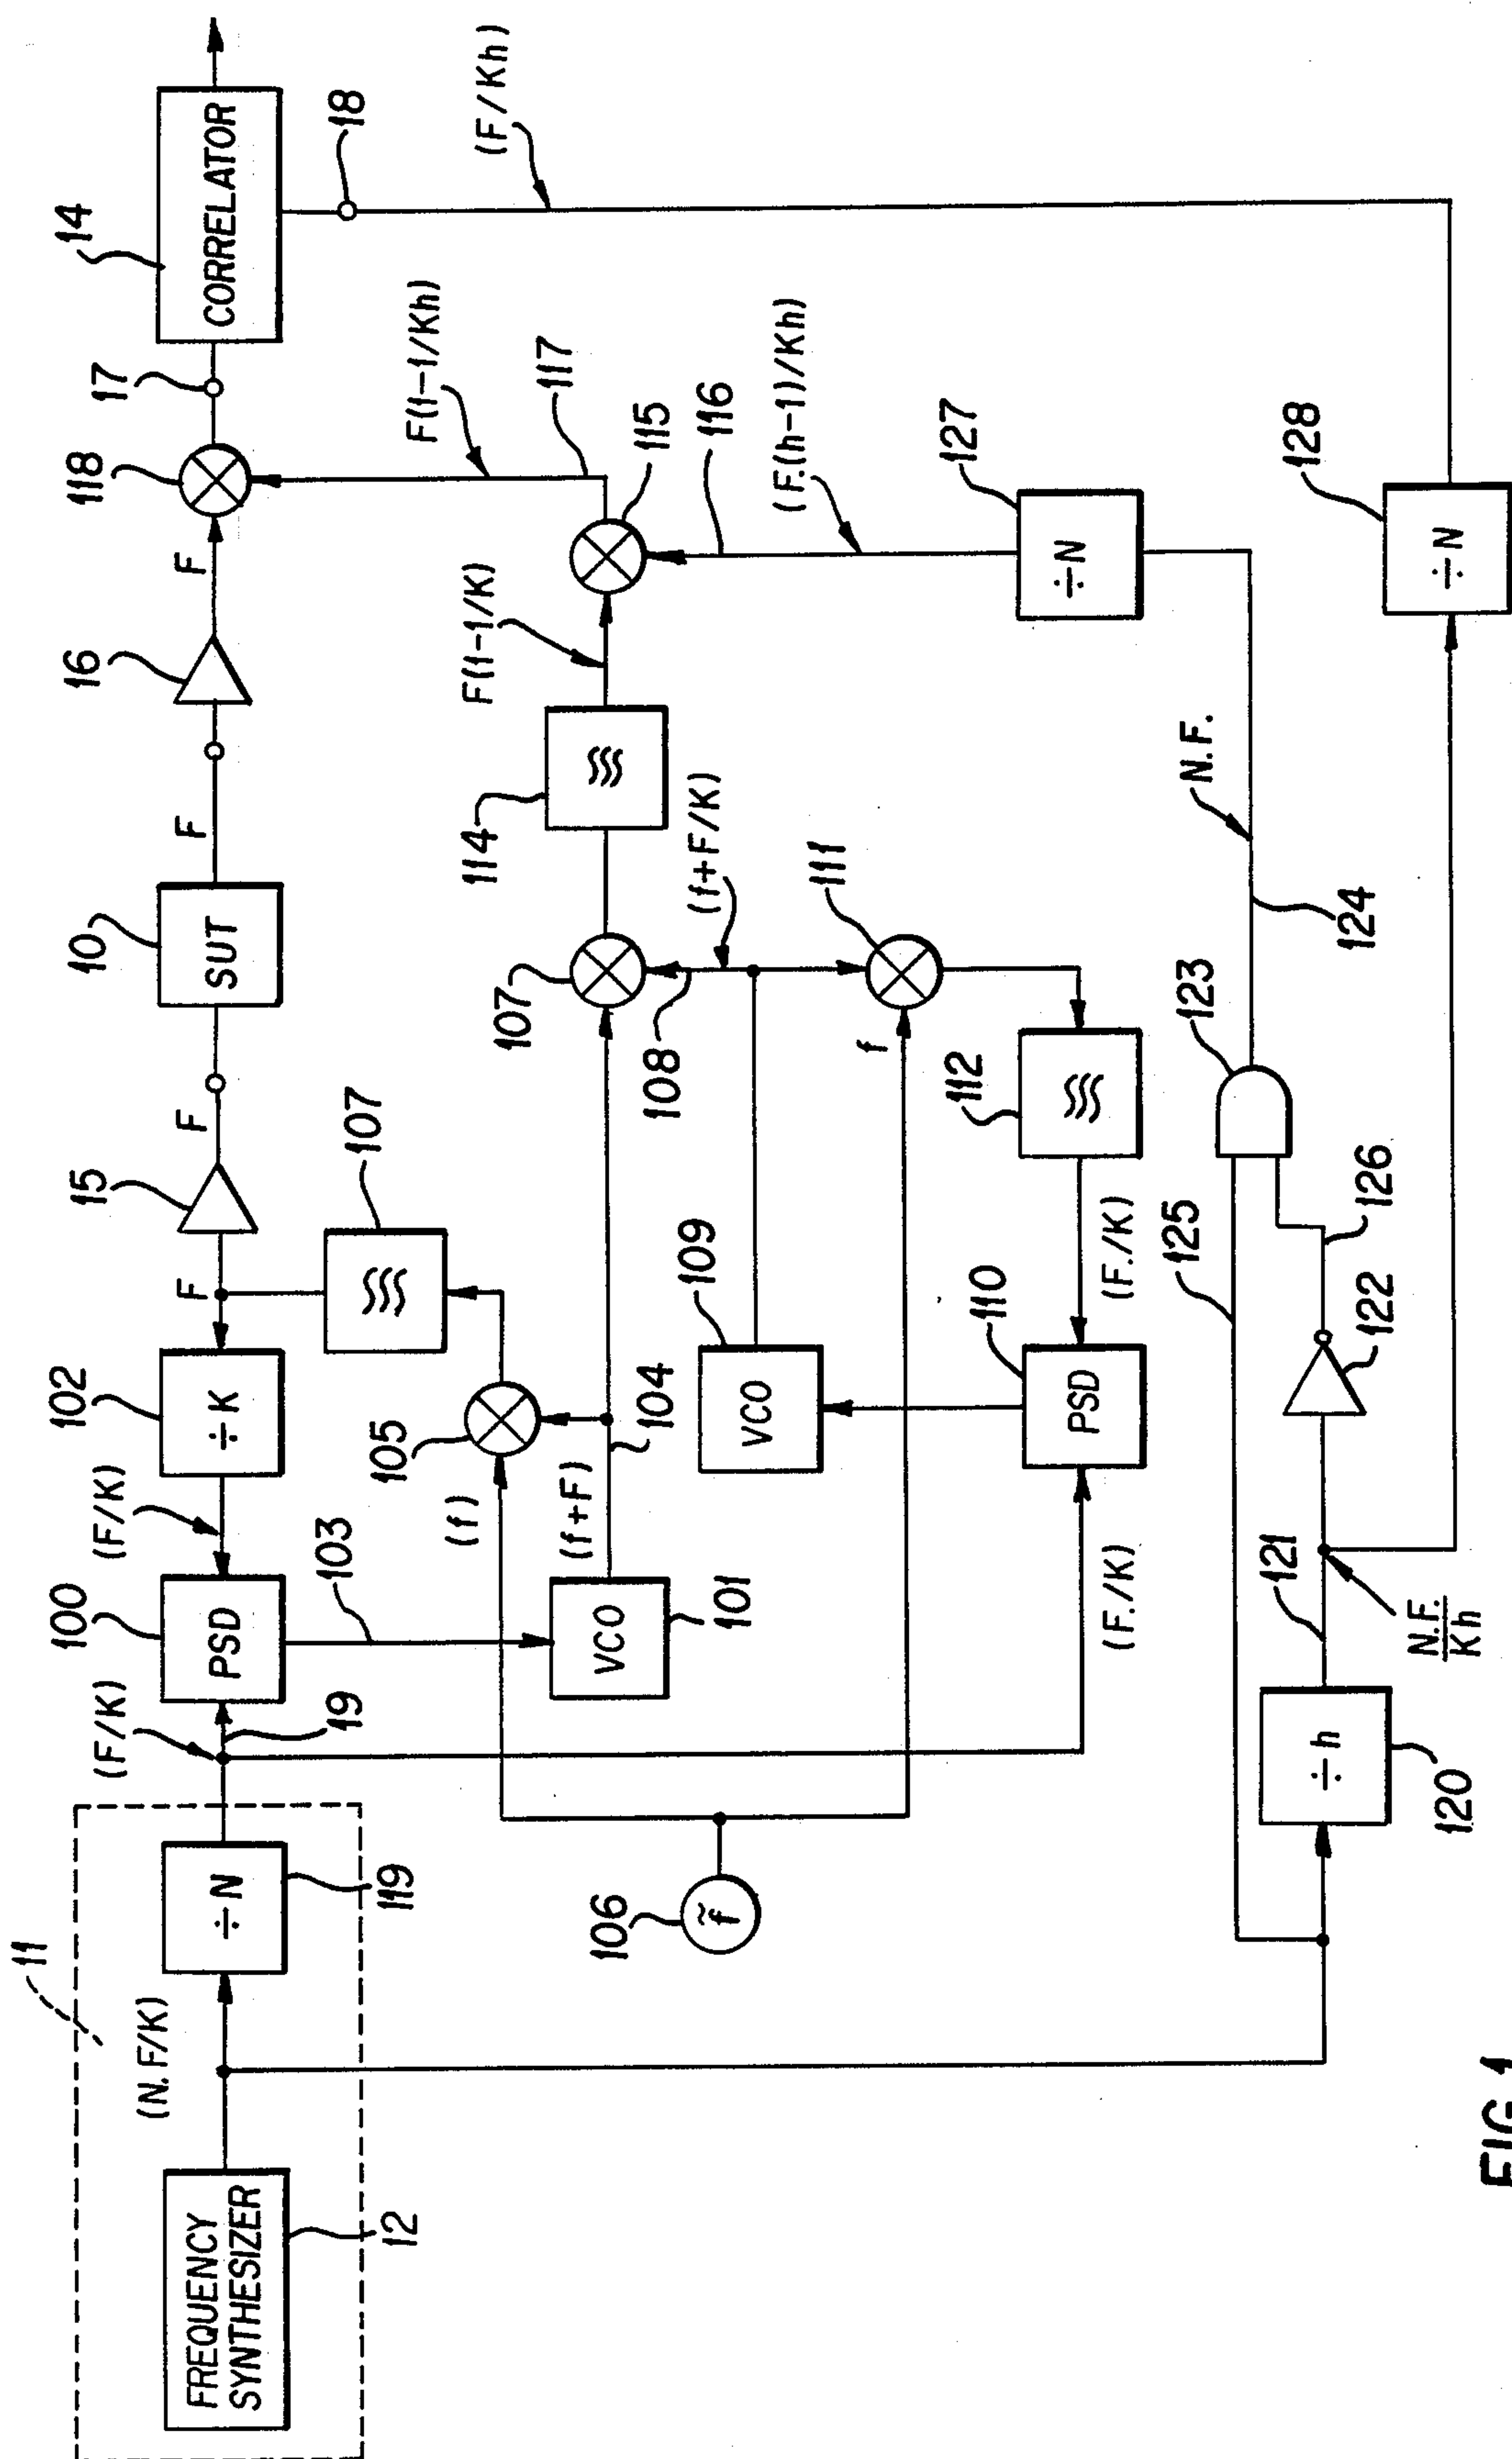 11
(N.F/K)
FREQUENCY
SYNTHESIZER
12
÷N
119
(F/K)
19
100
PSD
103
(F/K)
102
÷K
F
15
F
10
SUT
F
16
F
118
17
14
CORRELATOR
18
(F/Kh)
106
f̃
(f)
105
107
VCO
101
(f+F)
104
107
108
(f+F/K)
114
F(1-1/K)
115
117
F(1-1/Kh)
116
(F.(h-1)/Kh)
109
VCO
111
f
112
(F./K)
110
PSD
(F./K)
÷h
120
121
N.F.
Kh
122
125
126
123
124
N.F.
127
÷N
128
÷N
FIG.1